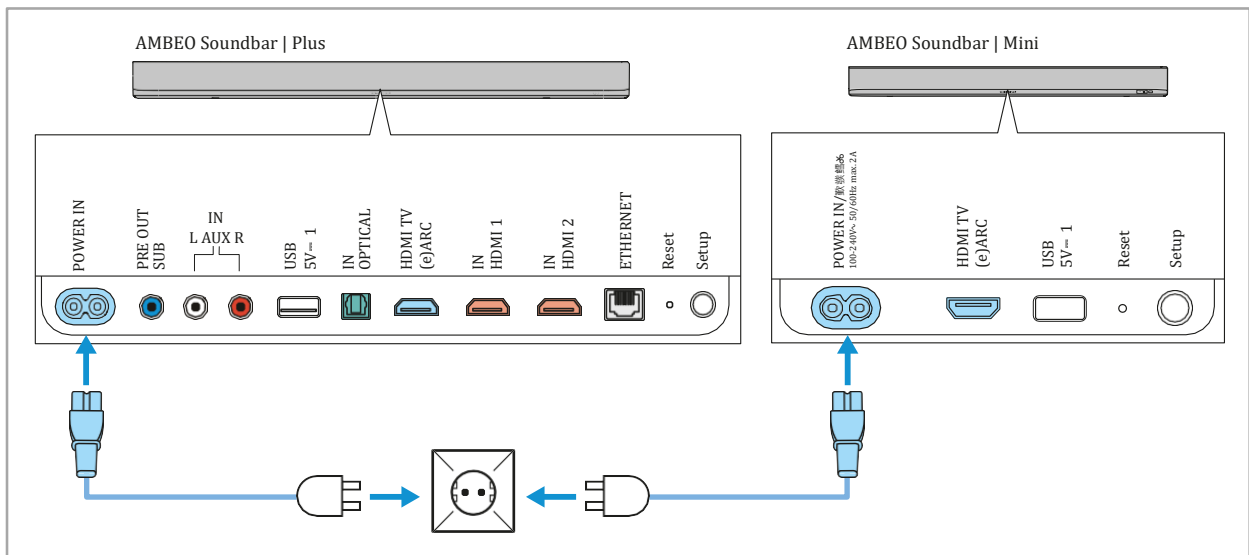 AMBEO Soundbar | Plus
POWER IN
PRE OUT
SUB
IN
L AUX R
USB
5V⎓ 1
IN
OPTICAL
HDMI TV
(e)ARC
IN
HDMI 1
IN
HDMI 2
ETHERNET
Reset
Setup
AMBEO Soundbar | Mini
POWER IN/
100-240V~ 50/60Hz max. 2A
HDMI TV
(e)ARC
USB
5V⎓ 1
Reset
Setup